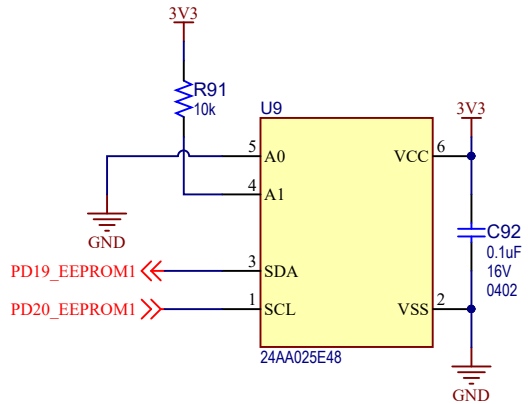 3V3
R91
10k
U9
3V3
5
A0
VCC
6
4
A1
C92
0.1uF
16V
0402
GND
PD19_EEPROM1
3
SDA
PD20_EEPROM1
1
SCL
VSS
2
24AA025E48
GND